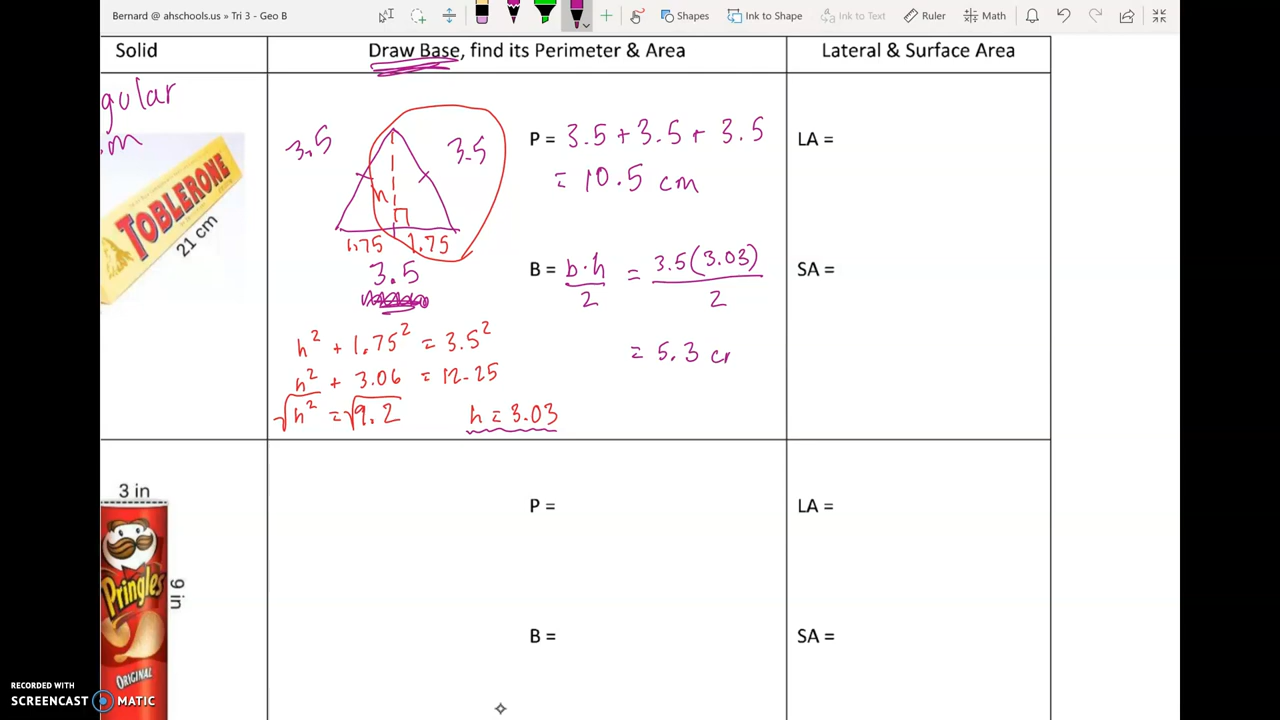 Bernard @ ahschools.us » Tri 3 - Geo B
Shapes
Ink to Shape
Ink to Text
Ruler
Math
Solid
Draw Base, find its Perimeter & Area
Lateral & Surface Area
gular
.m
TOBLERONE
21 cm
3.5
3.5
h
1.75 1.75
3.5
P = 3.5 + 3.5 + 3.5
= 10.5 cm
B = b·h/2 = 3.5(3.03)/2
= 5.3 cm
h² + 1.75² = 3.5²
h² + 3.06 = 12.25
√h² = √9.2
h = 3.03
LA =
SA =
3 in
Pringles
ORIGINAL
9 in
P =
B =
LA =
SA =
RECORDED WITH
SCREENCAST MATIC